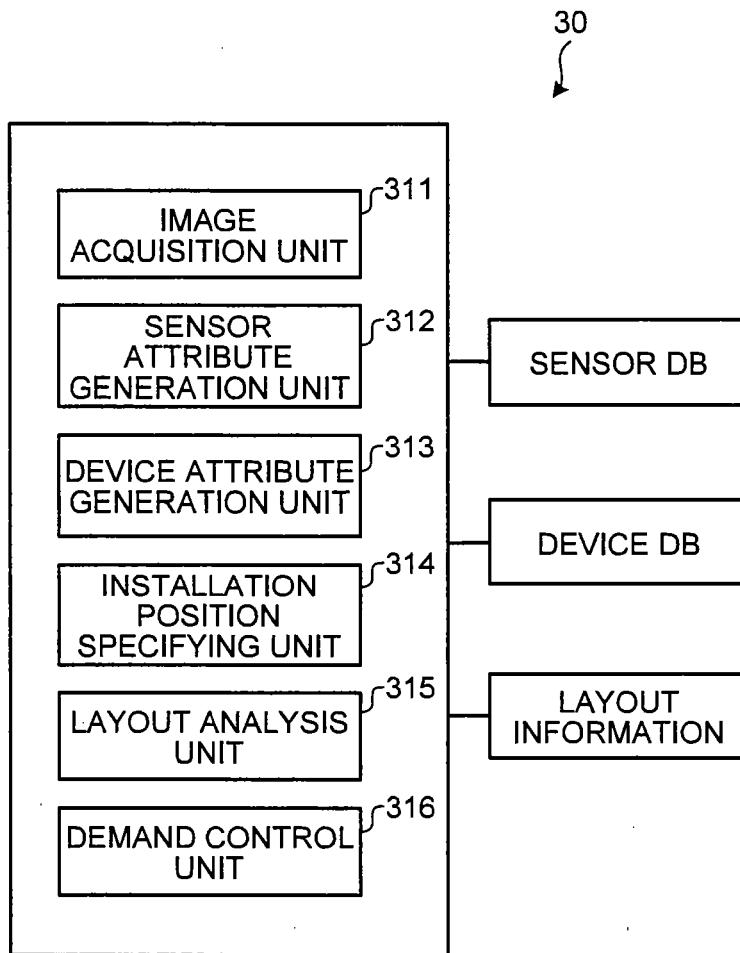 30
311
IMAGE
ACQUISITION UNIT
312
SENSOR
ATTRIBUTE
GENERATION UNIT
SENSOR DB
313
DEVICE ATTRIBUTE
GENERATION UNIT
DEVICE DB
314
INSTALLATION
POSITION
SPECIFYING UNIT
315
LAYOUT ANALYSIS
UNIT
LAYOUT
INFORMATION
316
DEMAND CONTROL
UNIT